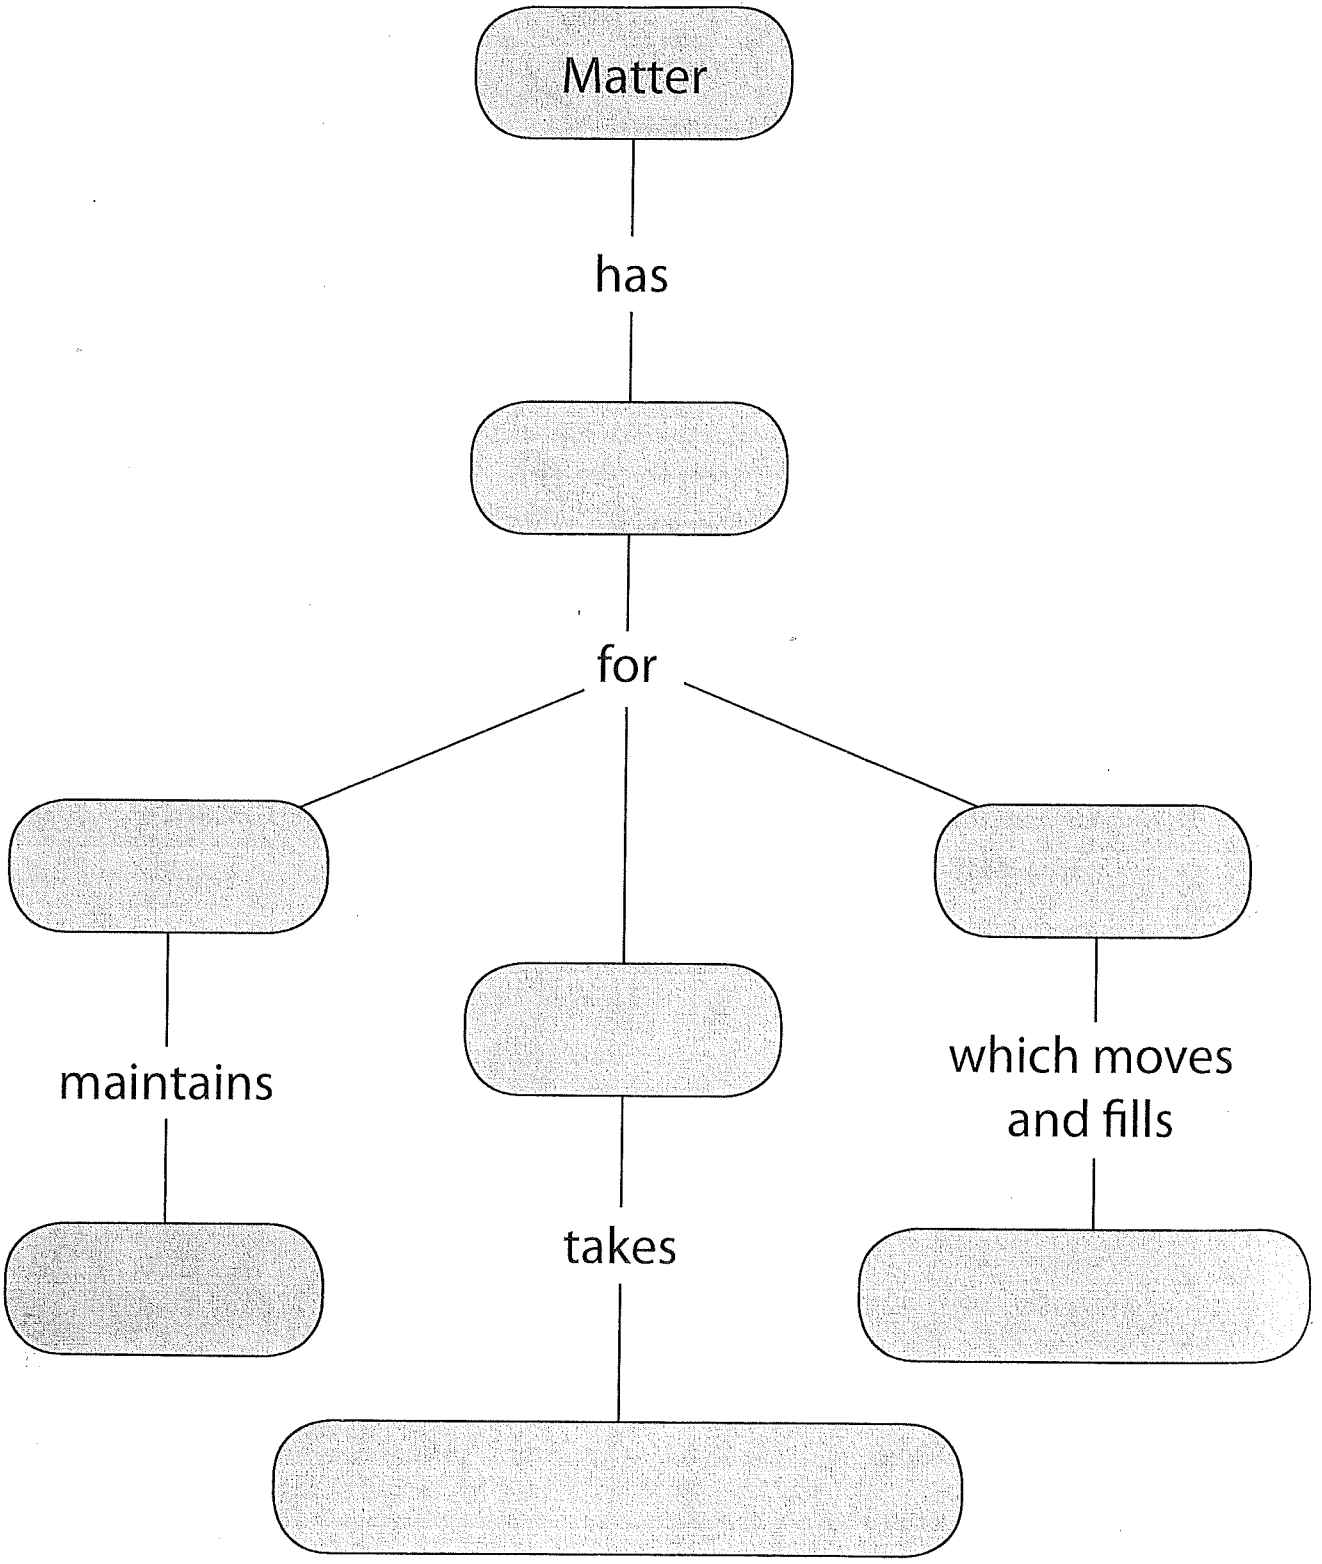 Matter
has
for
maintains
which moves
and fills
takes